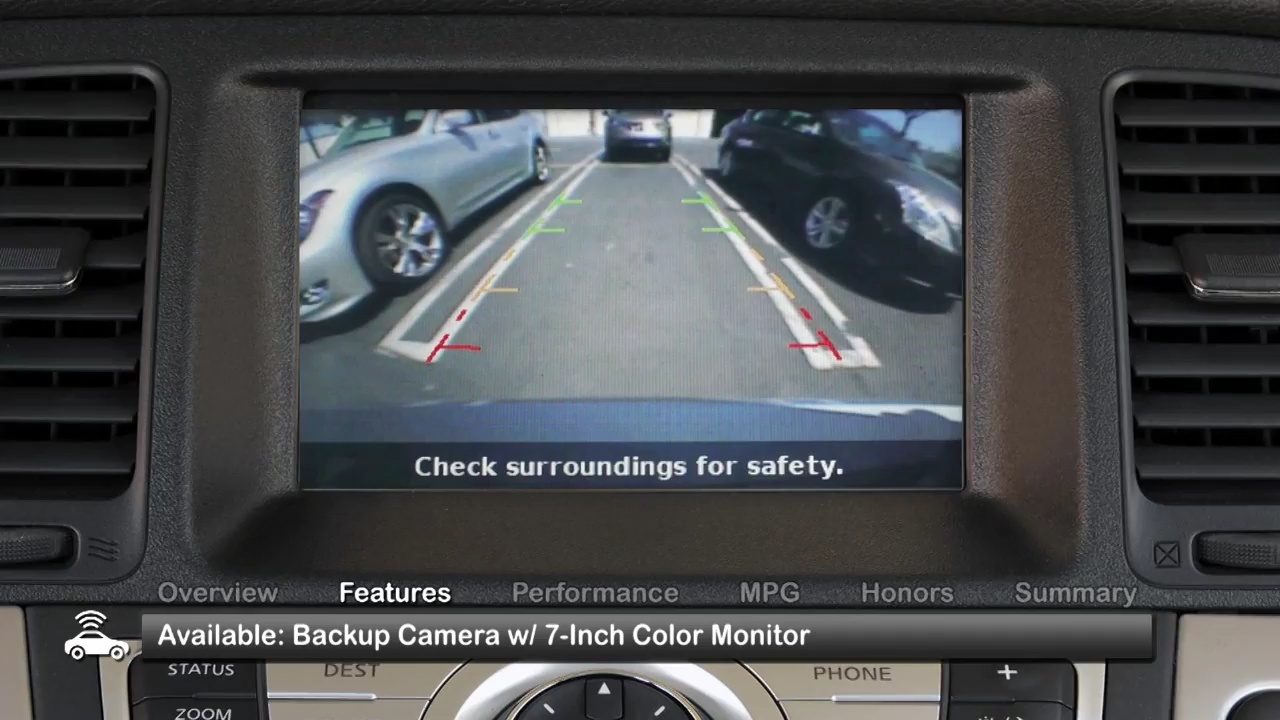 Check surroundings for safety.
Overview Features Performance MPG Honors Summary
Available: Backup Camera w/ 7-Inch Color Monitor
STATUS DEST PHONE +
ZOOM